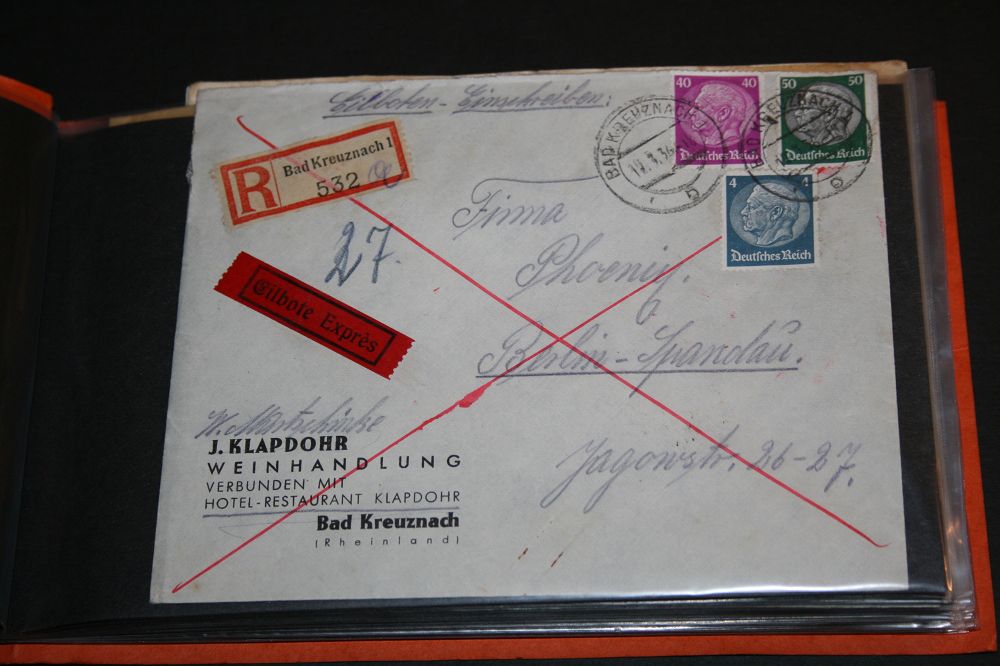 Eilboten - Einschreiben:
40 40
Deutsches Reich
50 50
Deutsches Reich
4 4
Deutsches Reich
BAD KREUZNACH
BAD KREUZNACH
R Bad Kreuznach 1
532 a
27.
Eilbote Exprès
Firma
Phoenix.
Berlin-Spandau.
Jagowstr. 26-27.
J. KLAPDOHR
WEINHANDLUNG
VERBUNDEN MIT
HOTEL-RESTAURANT KLAPDOHR
Bad Kreuznach
(Rheinland)